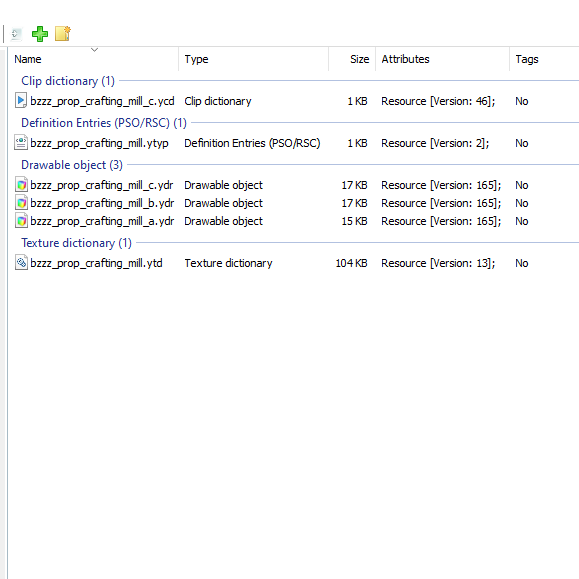 Name Type Size Attributes Tags
Clip dictionary (1)
bzzz_prop_crafting_mill_c.ycd Clip dictionary 1 KB Resource [Version: 46]; No
Definition Entries (PSO/RSC) (1)
bzzz_prop_crafting_mill.ytyp Definition Entries (PSO/RSC) 1 KB Resource [Version: 2]; No
Drawable object (3)
bzzz_prop_crafting_mill_c.ydr Drawable object 17 KB Resource [Version: 165]; No
bzzz_prop_crafting_mill_b.ydr Drawable object 17 KB Resource [Version: 165]; No
bzzz_prop_crafting_mill_a.ydr Drawable object 15 KB Resource [Version: 165]; No
Texture dictionary (1)
bzzz_prop_crafting_mill.ytd Texture dictionary 104 KB Resource [Version: 13]; No